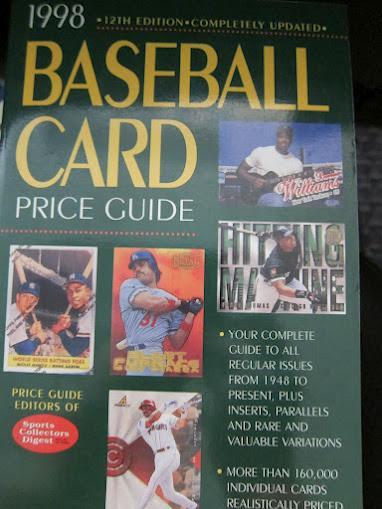 1998 • 12TH EDITION • COMPLETELY UPDATED •
BASEBALL
CARD
PRICE GUIDE
Williams
HITTING
MACHINE
WORLD SERIES BATTING FOES
• YOUR COMPLETE
GUIDE TO ALL
REGULAR ISSUES
FROM 1948 TO
PRESENT, PLUS
INSERTS, PARALLELS
AND RARE AND
VALUABLE VARIATIONS
PRICE GUIDE
EDITORS OF
Sports
Collectors
Digest
PINNACLE
• MORE THAN 160,000
INDIVIDUAL CARDS
REALISTICALLY PRICED